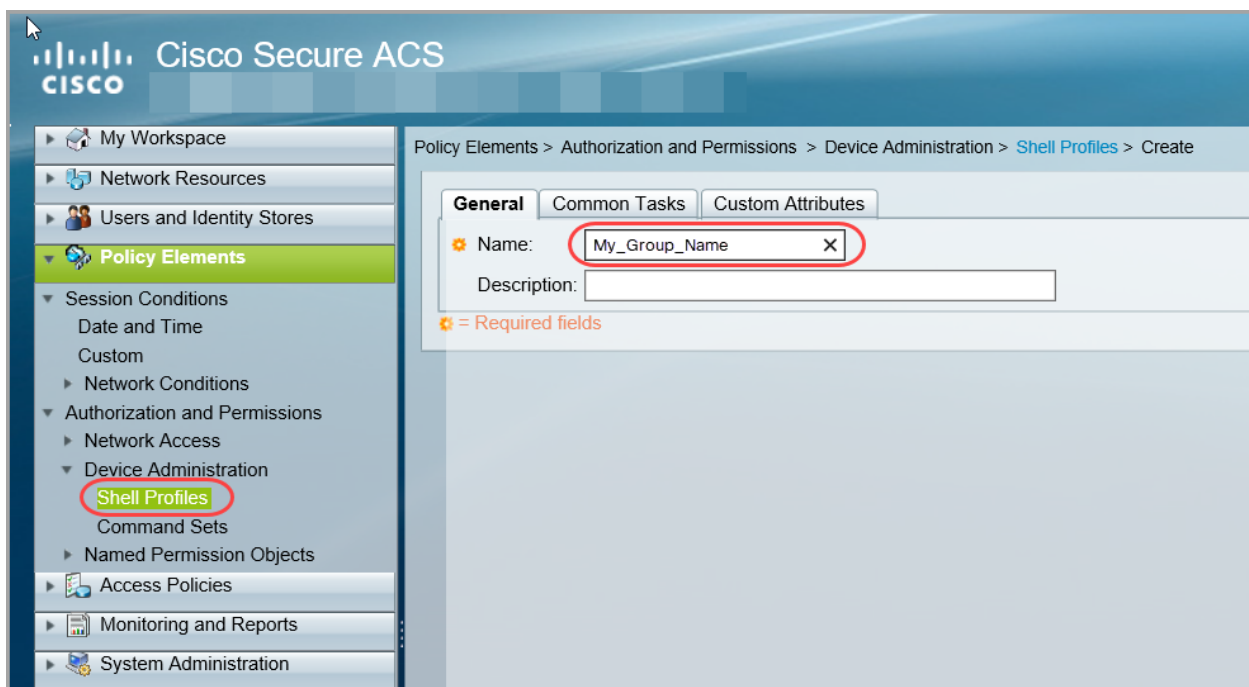 Cisco Secure ACS
CISCO
My Workspace
Network Resources
Users and Identity Stores
Policy Elements
Session Conditions
Date and Time
Custom
Network Conditions
Authorization and Permissions
Network Access
Device Administration
Shell Profiles
Command Sets
Named Permission Objects
Access Policies
Monitoring and Reports
System Administration
Policy Elements > Authorization and Permissions > Device Administration > Shell Profiles > Create
General Common Tasks Custom Attributes
Name: My_Group_Name
Description:
= Required fields